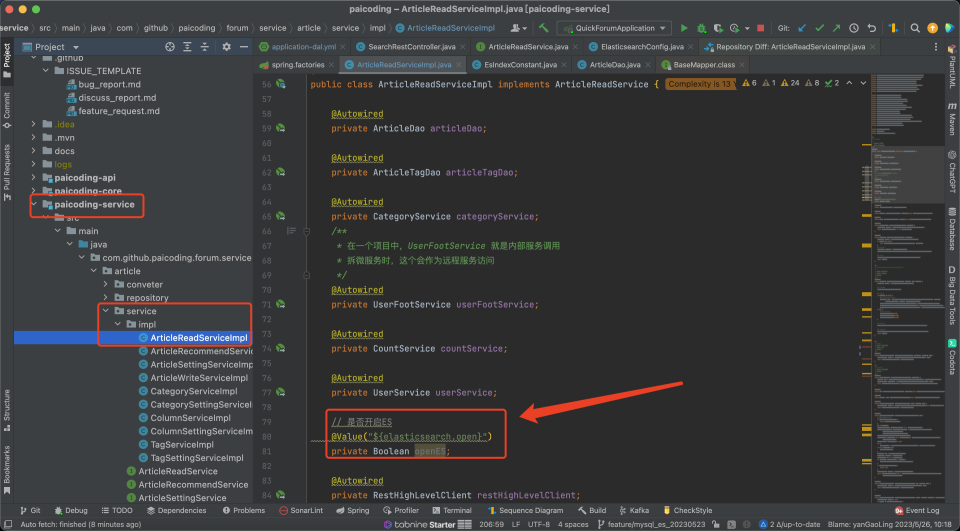 paicoding – ArticleReadServiceImpl.java [paicoding-service]
service
src
main
java
com
github
paicoding
forum
service
article
service
impl
ArticleReadServiceImpl
QuickForumApplication
Git:
Project
application-dal.yml
SearchRestController.java
ArticleReadService.java
ElasticsearchConfig.java
Repository Diff: ArticleReadServiceImpl.java
spring.factories
ArticleReadServiceImpl.java
EsIndexConstant.java
ArticleDao.java
BaseMapper.class
.github
ISSUE_TEMPLATE
bug_report.md
discuss_report.md
feature_request.md
.idea
.mvn
docs
logs
paicoding-api
paicoding-core
paicoding-service
src
main
java
com.github.paicoding.forum.service
article
conveter
repository
service
impl
ArticleReadServiceImpl
ArticleRecommendServic
ArticleSettingServiceImp
ArticleWriteServiceImpl
CategoryServiceImpl
CategorySettingServiceI
ColumnServiceImpl
ColumnSettingServiceIm
TagServiceImpl
TagSettingServiceImpl
ArticleReadService
ArticleRecommendService
ArticleSettingService
56 public class ArticleReadServiceImpl implements ArticleReadService { Complexity is 13
6 1 24 8 2
58 @Autowired
59 private ArticleDao articleDao;
60
61 @Autowired
62 private ArticleTagDao articleTagDao;
63
64 @Autowired
65 private CategoryService categoryService;
66 /**
67 * 在一个项目中，UserFootService 就是内部服务调用
68 * 拆微服务时，这个会作为远程服务访问
69 */
70 @Autowired
71 private UserFootService userFootService;
72
73 @Autowired
74 private CountService countService;
75
76 @Autowired
77 private UserService userService;
78
79 // 是否开启ES
80 @Value("${elasticsearch.open}")
81 private Boolean openES;
82
83 @Autowired
84 private RestHighLevelClient restHighLevelClient;
Project
Commit
Pull Requests
Structure
Bookmarks
PlantUML
Maven
ChatGPT
Database
Big Data Tools
Codota
Git
Debug
TODO
Dependencies
Problems
SonarLint
Spring
Profiler
Terminal
Sequence Diagram
Build
Kafka
CheckStyle
Event Log
Auto fetch: finished (8 minutes ago)
tabnine Starter
206:59
LF
UTF-8
4 spaces
feature/mysql_es_20230523
2 Δ/up-to-date
Blame: yanGaoLing 2023/5/26, 10:18